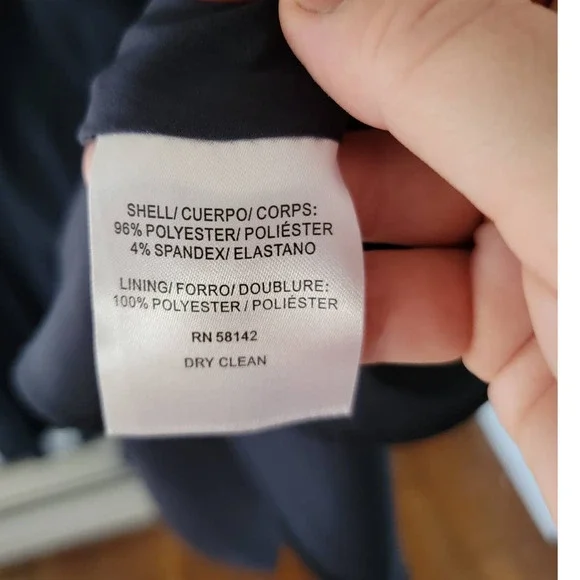 SHELL/ CUERPO/ CORPS:
96% POLYESTER/ POLIÉSTER
4% SPANDEX/ ELASTANO
LINING/ FORRO/ DOUBLURE:
100% POLYESTER / POLIÉSTER
RN 58142
DRY CLEAN